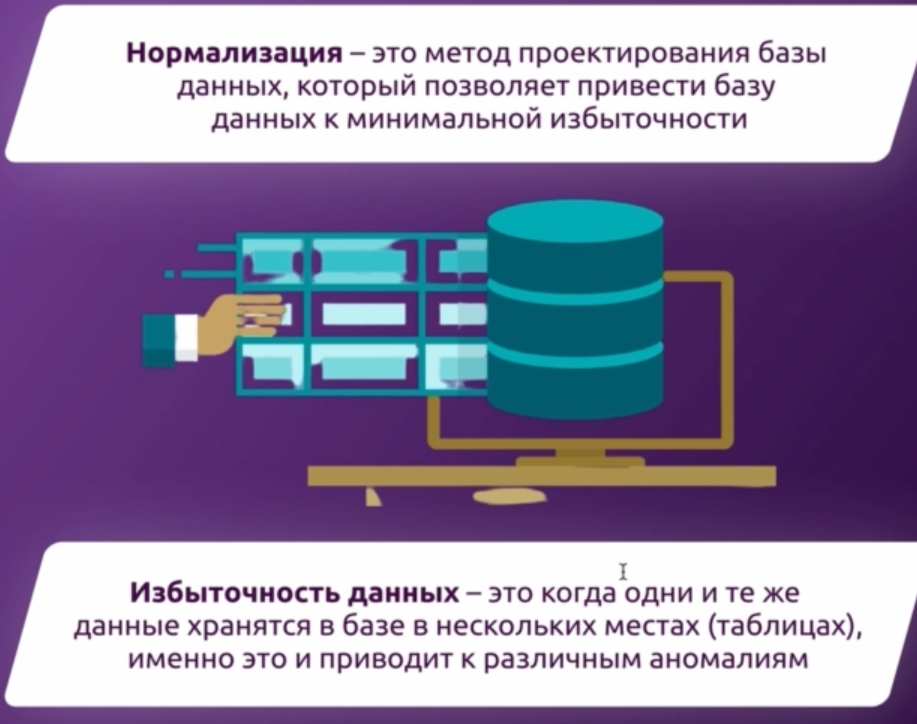 Нормализация – это метод проектирования базы
данных, который позволяет привести базу
данных к минимальной избыточности
Избыточность данных – это когда одни и те же
данные хранятся в базе в нескольких местах (таблицах),
именно это и приводит к различным аномалиям